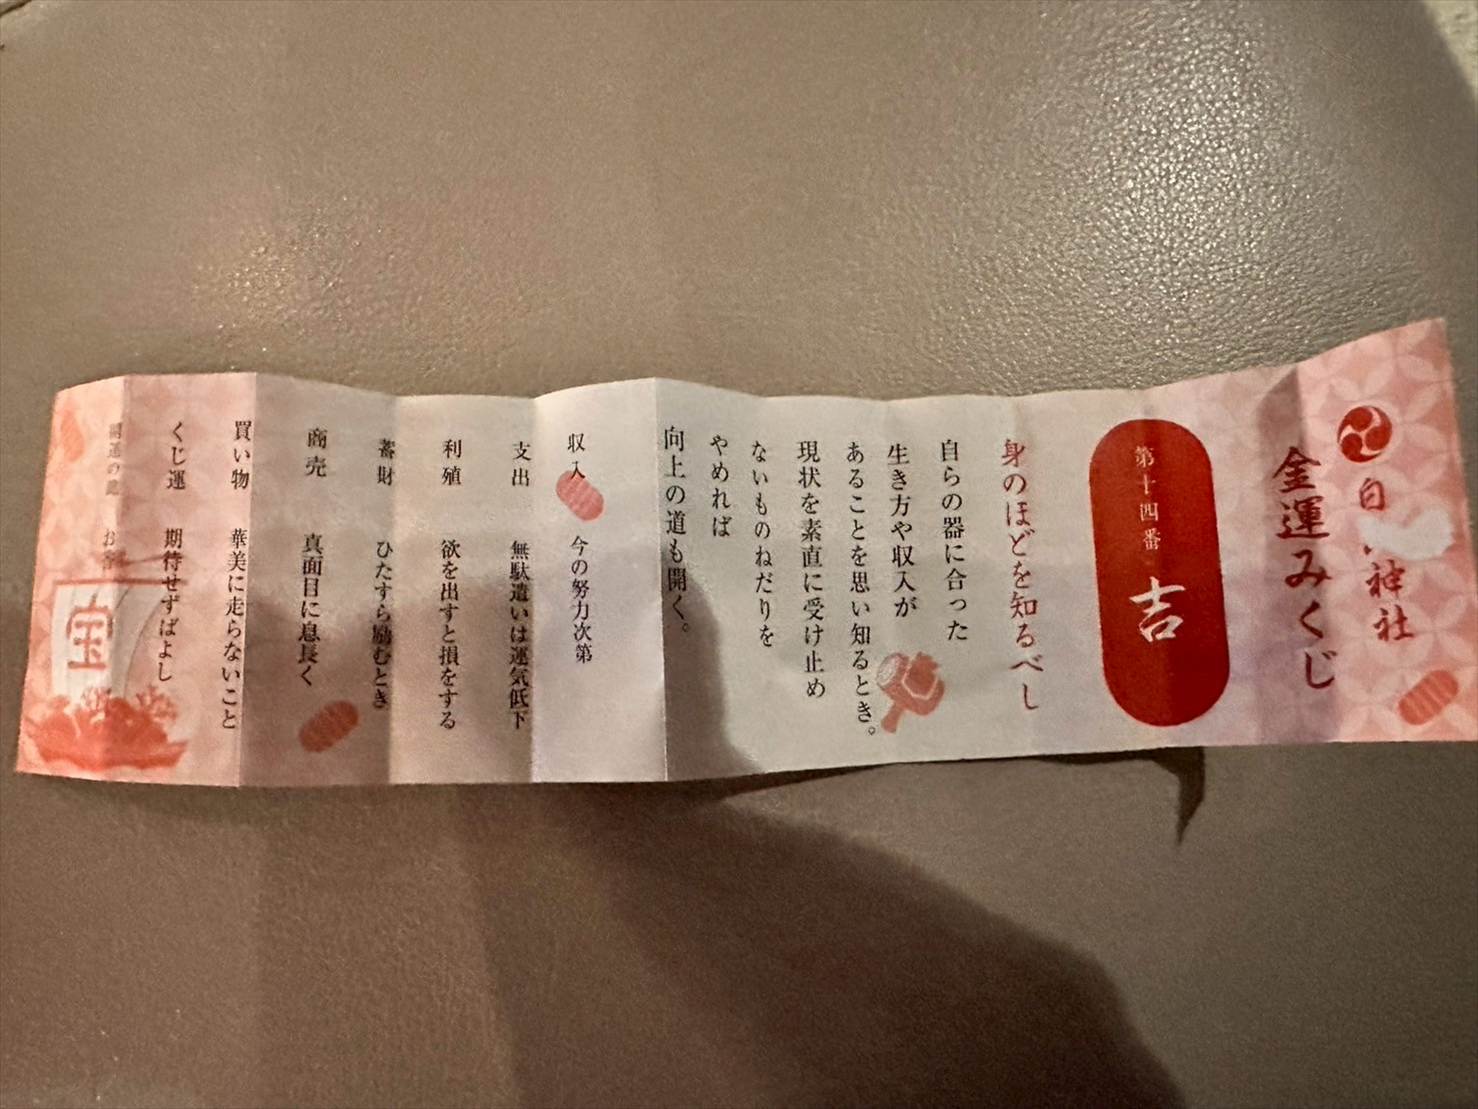 白 神社
金運みくじ
第十四番
吉
身のほどを知るべし
自らの器に合った
生き方や収入が
あることを思い知るとき。
現状を素直に受け止め
ないものねだりを
やめれば
向上の道も開く。
収入 今の努力次第
支出 無駄遣いは運気低下
利殖 欲を出すと損をする
蓄財 ひたすら励むとき
商売 真面目に息長く
買い物 華美に走らないこと
くじ運 期待せずばよし
開運の鍵 お
宝